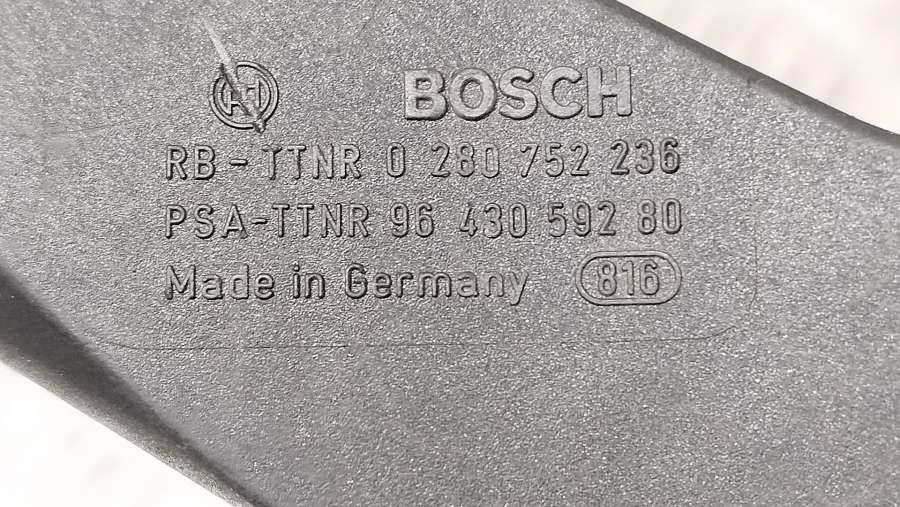 BOSCH
RB-TTNR 0 280 752 236
PSA-TTNR 96 430 592 80
Made in Germany 816